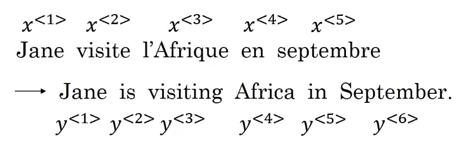 x<1> x<2> x<3> x<4> x<5>
Jane visite l'Afrique en septembre
→ Jane is visiting Africa in September.
y<1> y<2> y<3> y<4> y<5> y<6>